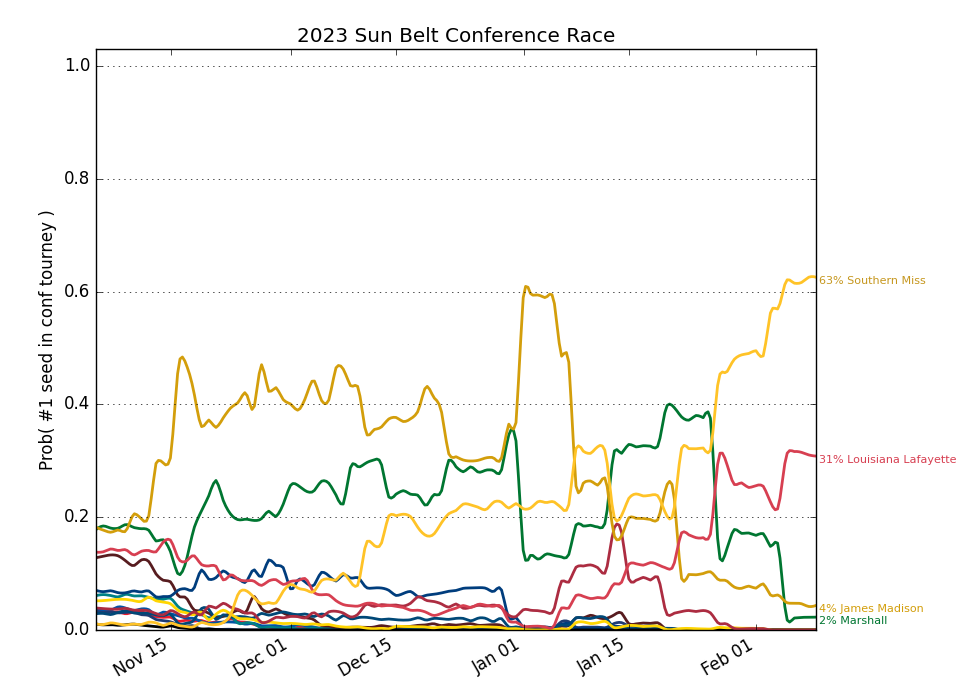 2023 Sun Belt Conference Race
Prob( #1 seed in conf tourney )
1.0
0.8
0.6
0.4
0.2
0.0
63% Southern Miss
31% Louisiana Lafayette
4% James Madison
2% Marshall
Nov 15
Dec 01
Dec 15
Jan 01
Jan 15
Feb 01